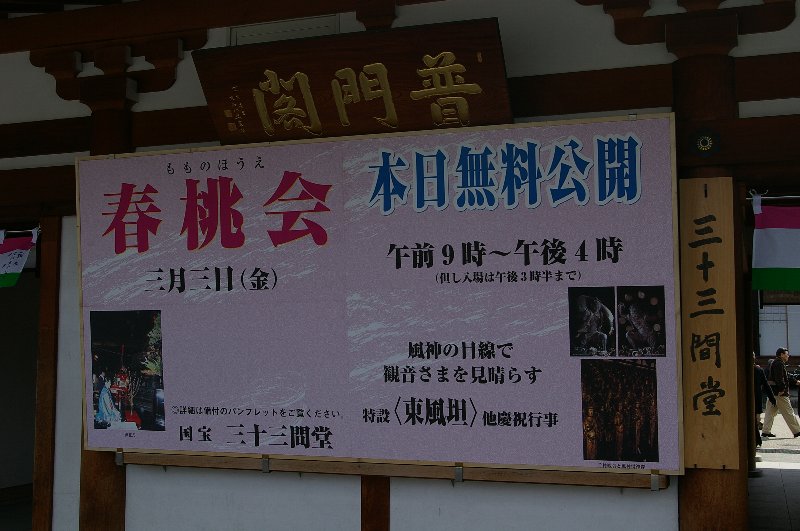 普門閣
もものほうえ
春桃会
三月三日(金)
◎詳細は備付のパンフレットをご覧ください。
国宝 三十三間堂
本日無料公開
午前9時～午後4時
(但し入場は午後3時半まで)
風神の目線で
観音さまを見晴らす
特設〈東風坦〉他慶祝行事
三十三間堂